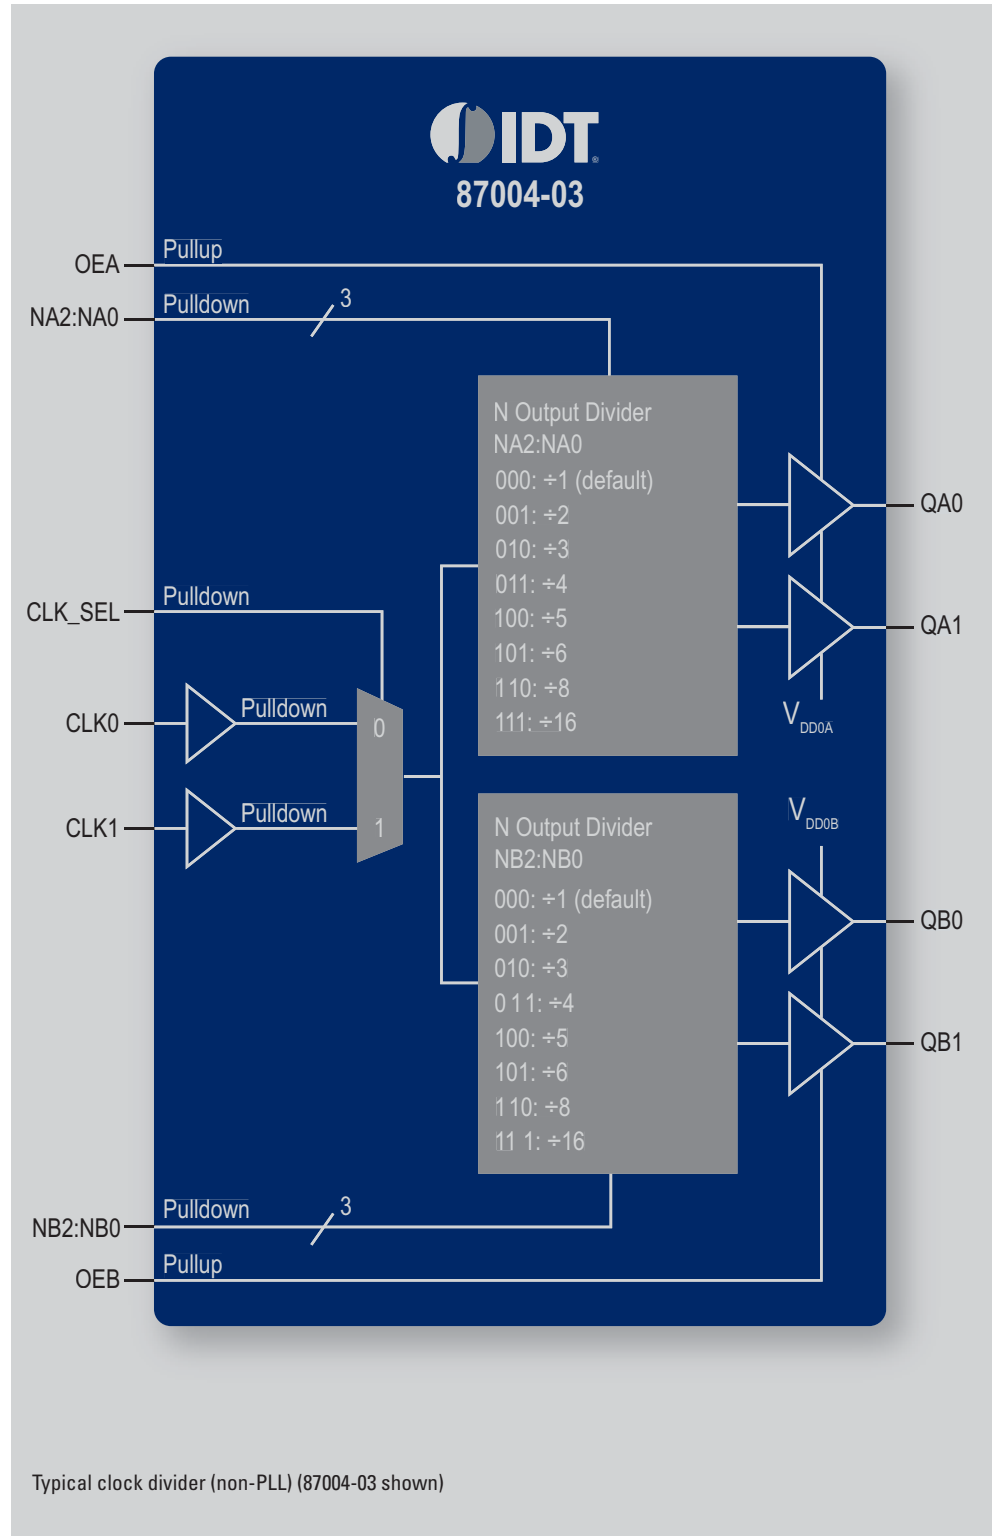 IDT®
87004-03
OEA
Pullup
NA2:NA0
Pulldown
3
N Output Divider
NA2:NA0
000: ÷1 (default)
001: ÷2
010: ÷3
011: ÷4
100: ÷5
101: ÷6
110: ÷8
111: ÷16
QA0
QA1
VDD0A
CLK_SEL
Pulldown
CLK0
Pulldown
0
CLK1
Pulldown
1
VDD0B
N Output Divider
NB2:NB0
000: ÷1 (default)
001: ÷2
010: ÷3
011: ÷4
100: ÷5
101: ÷6
110: ÷8
111: ÷16
QB0
QB1
NB2:NB0
Pulldown
3
OEB
Pullup
Typical clock divider (non-PLL) (87004-03 shown)